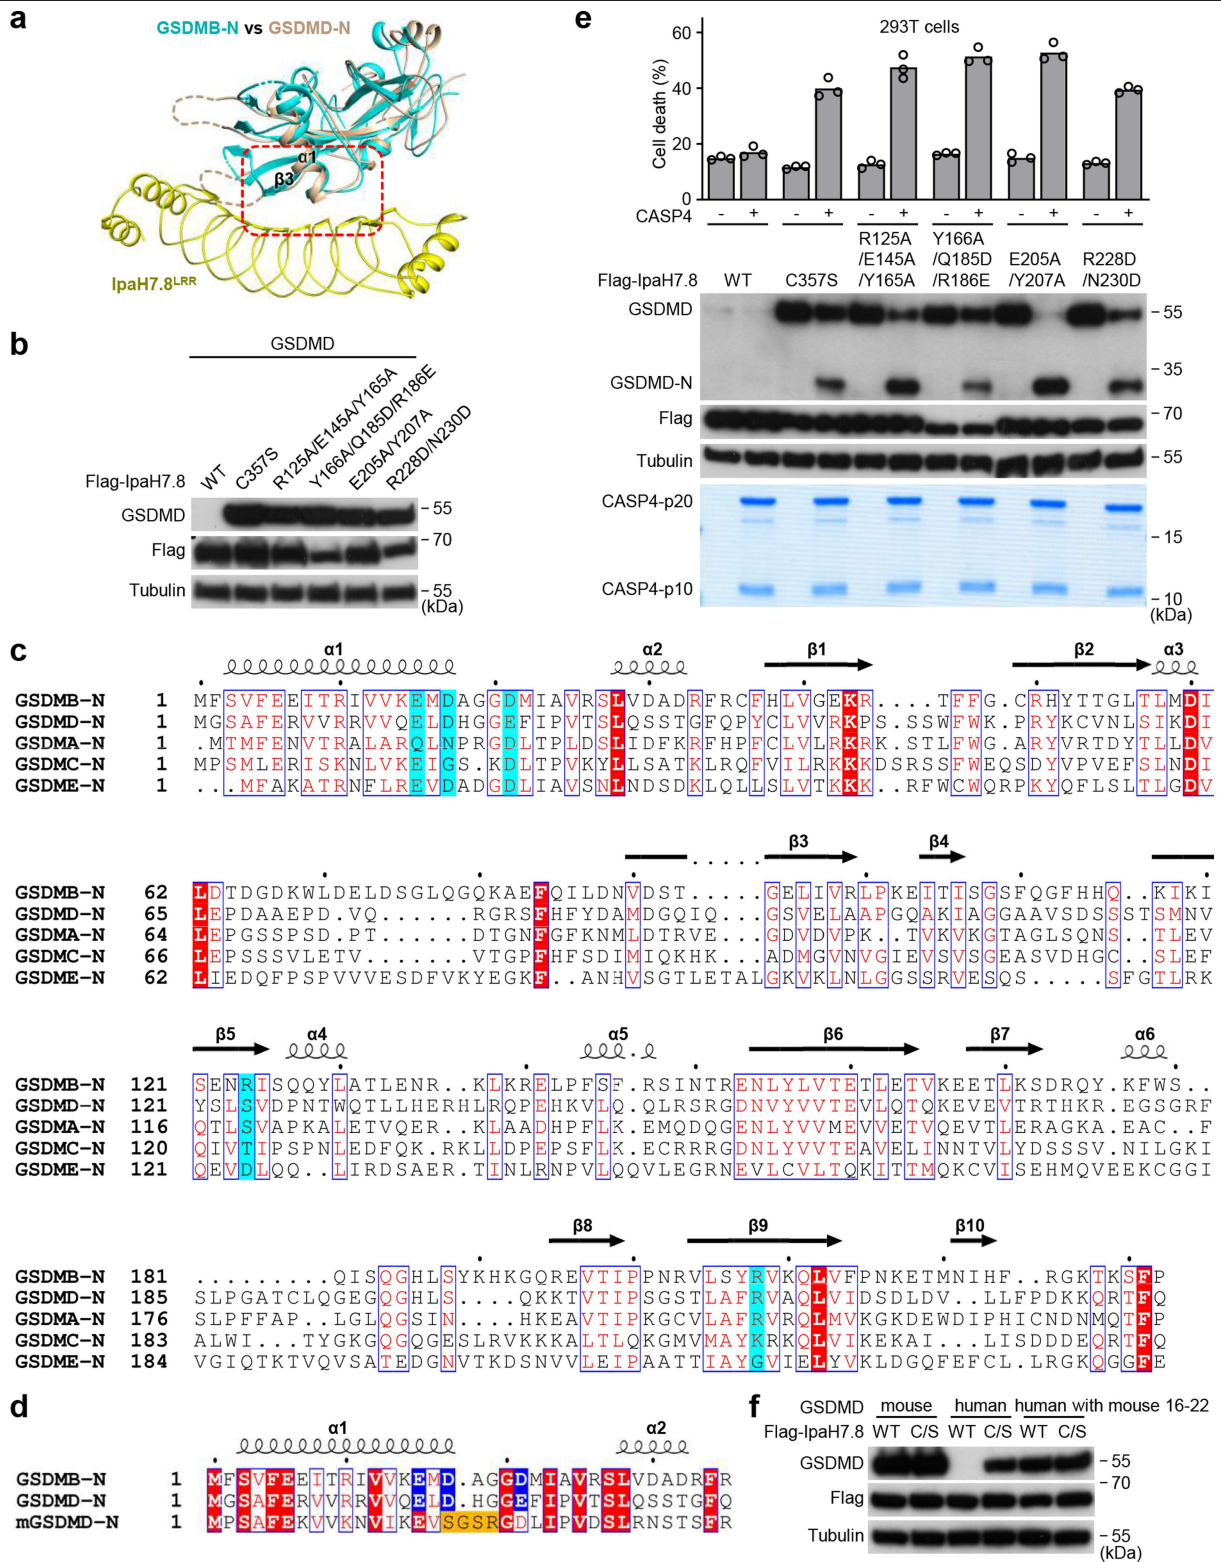 a
GSDMB-N vs GSDMD-N
α1
β3
IpaH7.8LRR
b
GSDMD
Flag-IpaH7.8
WT
C357S
R125A/E145A/Y165A
Y166A/Q185D/R186E
E205A/Y207A
R228D/N230D
GSDMD
55
Flag
70
Tubulin
55
(kDa)
e
293T cells
Cell death (%)
60
40
20
0
CASP4 - + - + - + - + - + - +
Flag-IpaH7.8
WT
C357S
R125A
/E145A
/Y165A
Y166A
/Q185D
/R186E
E205A
/Y207A
R228D
/N230D
GSDMD
55
35
GSDMD-N
Flag
70
Tubulin
55
CASP4-p20
15
CASP4-p10
10
(kDa)
c
α1 α2 β1 β2 α3
GSDMB-N 1 MFSVFEEITRIVVKEMDAGGDMIAVRSLVDADRFRCFHLVGEKR....TFFG.CRHYTTGLTLMDI
GSDMD-N 1 MGSAFERVVRRVVQELDHGGEFIPVTSLQSSTGFQPYCLVVRKPS.SSWFWK.PRYKCVNLSIKDI
GSDMA-N 1 .MTMFENVTRALARQLNPRGDLTPLDSLIDFKRFHPFCLVLRKRK.STLFWG.ARYVRTDYTLLDV
GSDMC-N 1 MPSMLERISKNLVKEIGS.KDLTPVKYLLSATKLRQFVILRKKKDSRSSFWEQSDYVPVEFSLNDI
GSDME-N 1 ...MFAKATRNFLREVDADGDLIAVSNLNDSDKLQLLSLVTKKK..RFWCWQRPKYQFLSLTLGDV
β3 β4
GSDMB-N 62 LDTDGDKWLDELDSGLQGQKAEFQILDNVDST.....GELIVRLPKEITISGSFQGFHHQ..KIKI
GSDMD-N 65 LEPDAAEPD.VQ.......RGRSFHFYDAMDGQIQ...GSVELAAPGQAKIAGGAAVSDSSSTSMNV
GSDMA-N 64 LEPGSSPSD.PT.......DTGNFGFKNMLDTRVE...GDVDVPK..TVKVKGTAGLSQNS..TLEV
GSDMC-N 66 LEPSSSVLETV........VTGPFHFSDIMIQKHK...ADMGVNVGIEVSVSGEASVDHGC..SLEF
GSDME-N 62 LIEDQFPSPVVVESDFVKYEGKF..ANHVSGTLETALGKVKLNLGGSSRVESQS.....SFGTLRK
β5 α4 α5 β6 β7 α6
GSDMB-N 121 SENRISQQYLATLENR..KLKRELPFSF.RSINTRENLYLVTETLETVKEETLKSDRQY.KFWS..
GSDMD-N 121 YSLSVDPNTWQTLLHERHLRQPEHKVLQ.QLRSRGDNVYVVTEVLQTQKEVEVTRTHKR.EGSGRF
GSDMA-N 116 QTLSVAPKALETVQER..KLAADHPFLK.EMQDQGENVYVVMEVVETVQEVTLERAGKA.EAC..F
GSDMC-N 120 QIVTIPSPNLEDFQK.RKLLDPEPSFLK.ECRRRGDNLYVVTEAVELINNTVLYDSSSVNILGKI
GSDME-N 121 QEVDLQQ..LIRDSAER.TINLRNPVLQQVLEGRNEVLCVLTQKITTMQKCVISEHMQVEEKCGGI
β8 β9 β10
GSDMB-N 181 .........QISQGHLSYKHKGQREVTIPPNRVLSYRVKQLVFPNKETMNIHF..RGKTKSFP
GSDMD-N 185 SLPGATCLQGEGQGHLS....QKKTVTIPSGSTLAFRVAQLVIDSDLDV..LLFPDKKQRTFQ
GSDMA-N 176 SLPFFAP..LGLQGSIN....HKEAVTIPKGCVLAFRVRQLMVKGKDEWDIPHICNDNMQTFP
GSDMC-N 183 ALWI...TYGKGQGQGESLRVKKKALTLQKGMVMAYKRKQLVIKEKAI..LISDDDEQRTFQ
GSDME-N 184 VGIQTKTVQVSATEDGNVTKDSNVVLEIPAATTIAYGVIELYVKLDGQFEFCL.LRGKQGGFE
d
α1 α2
GSDMB-N 1 MFSVFEEITRIVVKEMD.AGGDMIAVRSLVDADRFR
GSDMD-N 1 MGSAFERVVRRVVQELD.HGGEFIPVTSLQSSTGFQ
mGSDMD-N 1 MPSAFEKVVKNVIKEVSGSRGDLIPVDSLRNSTSFR
f
GSDMD mouse human human with mouse 16-22
Flag-IpaH7.8 WT C/S WT C/S WT C/S
GSDMD
55
70
Flag
Tubulin
55
(kDa)